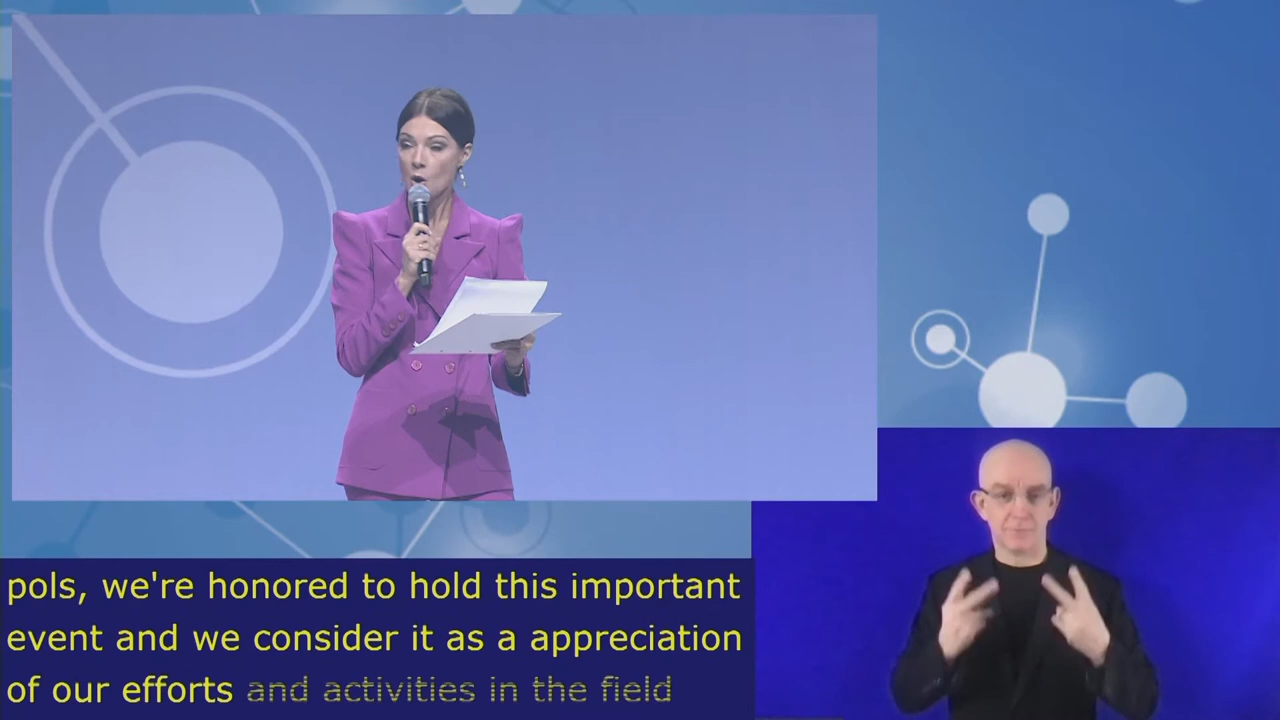 pols, we're honored to hold this important
event and we consider it as a appreciation
of our efforts and activities in the field